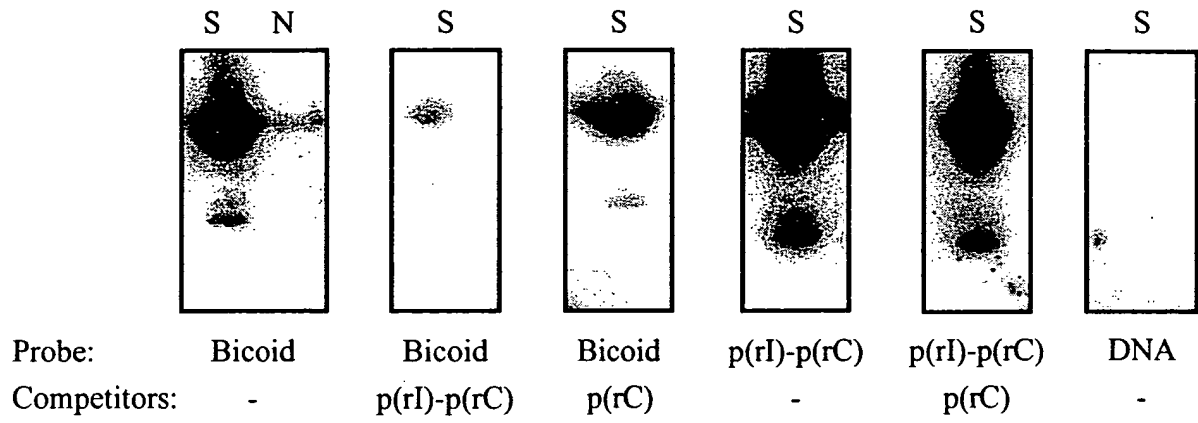 S N S S S S S
Probe: Bicoid Bicoid Bicoid p(rI)-p(rC) p(rI)-p(rC) DNA
Competitors: - p(rI)-p(rC) p(rC) - p(rC) -